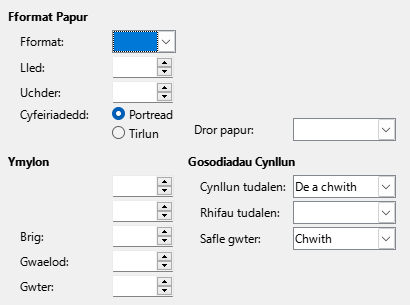 Fformat Papur
Fformat:
Lled:
Uchder:
Cyfeiriadedd: Portread
Tirlun
Dror papur:
Ymylon
Gosodiadau Cynllun
Cynllun tudalen: De a chwith
Rhifau tudalen:
Brig:
Safle gwter: Chwith
Gwaelod:
Gwter: